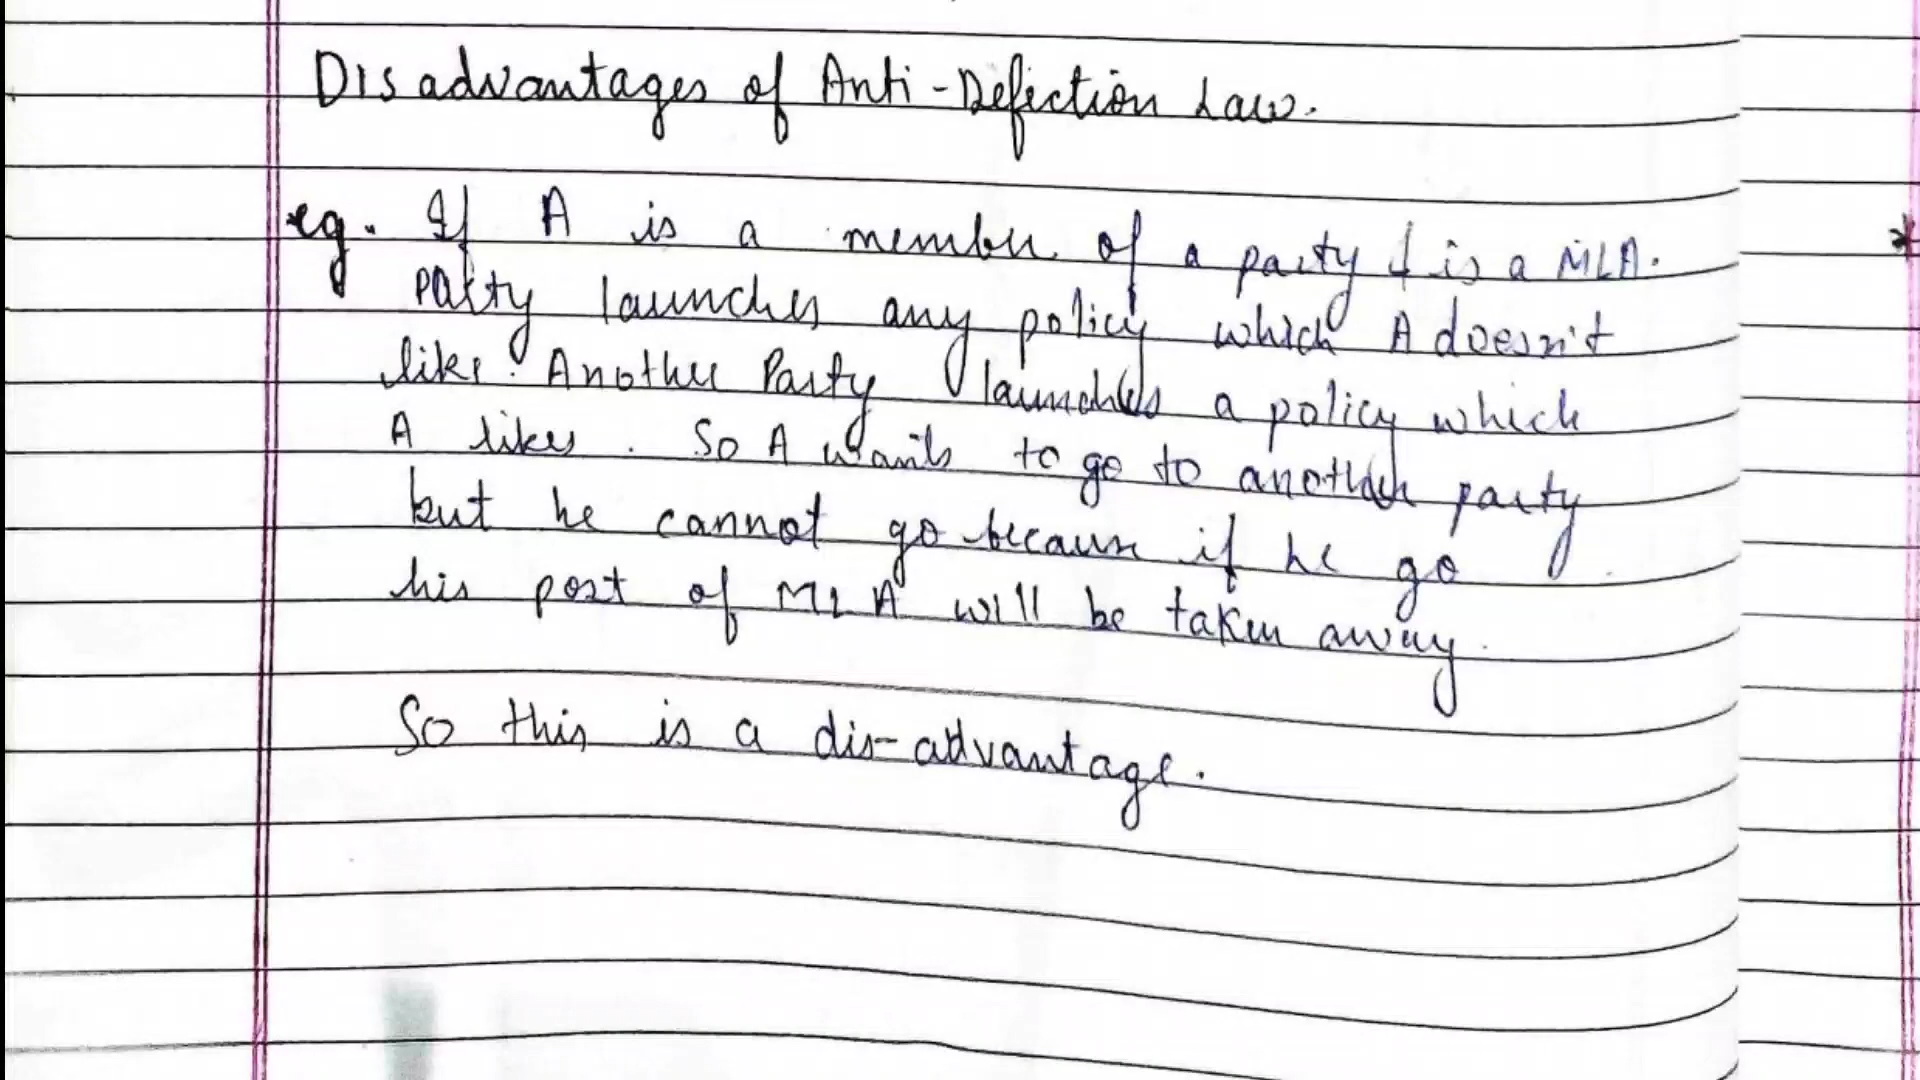 Disadvantages of Anti-Defection Law.
eg. If A is a member of a party & is a MLA.
Party launches any policy which A doesn't
like. Another Party launches a policy which
A likes. So A wants to go to another party
but he cannot go because if he go
his post of MLA will be taken away.
So this is a dis-advantage.